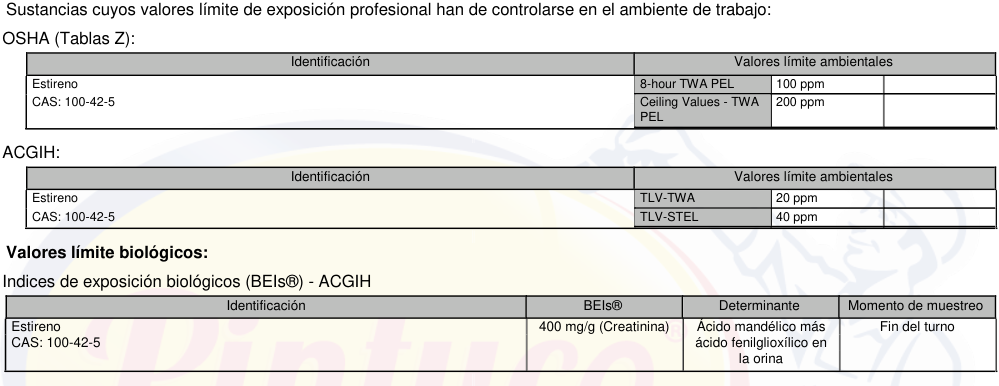 Sustancias cuyos valores límite de exposición profesional han de controlarse en el ambiente de trabajo:
OSHA (Tablas Z):
Identificación Valores límite ambientales
Estireno 8-hour TWA PEL 100 ppm
CAS: 100-42-5 Ceiling Values - TWA 200 ppm
PEL
ACGIH:
Identificación Valores límite ambientales
Estireno TLV-TWA 20 ppm
CAS: 100-42-5 TLV-STEL 40 ppm
Valores límite biológicos:
Indices de exposición biológicos (BEIs®) - ACGIH
Identificación BEIs® Determinante Momento de muestreo
Estireno 400 mg/g (Creatinina) Ácido mandélico más Fin del turno
CAS: 100-42-5 ácido fenilglioxílico en
la orina
Pintuco®